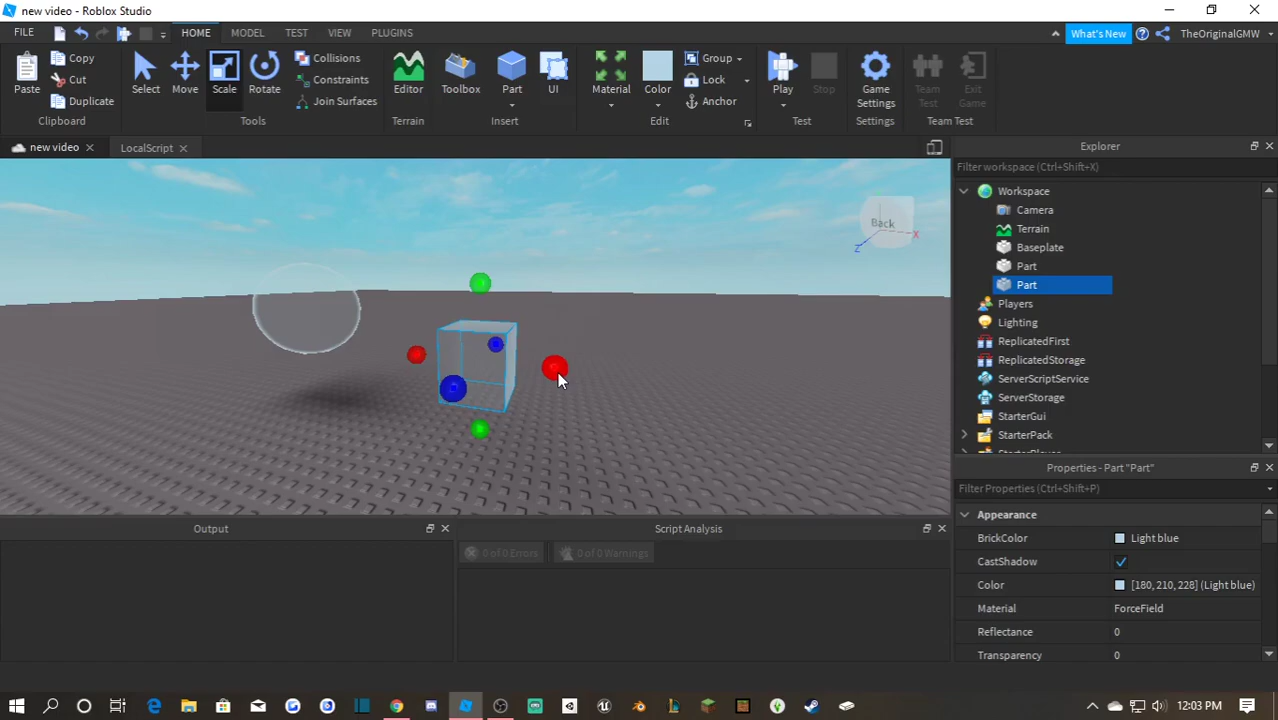 new video - Roblox Studio
FILE HOME MODEL TEST VIEW PLUGINS What's New TheOriginalGMW
Paste Copy Cut Duplicate Select Move Scale Rotate Collisions Constraints Join Surfaces Editor Toolbox Part UI Material Color Group Lock Anchor Play Stop Game Settings Team Test Exit Game
Clipboard Tools Terrain Insert Edit Test Settings Team Test
new video LocalScript
Back
X
Z
Explorer
Filter workspace (Ctrl+Shift+X)
Workspace
Camera
Terrain
Baseplate
Part
Part
Players
Lighting
ReplicatedFirst
ReplicatedStorage
ServerScriptService
ServerStorage
StarterGui
StarterPack
StarterPlayer
Properties - Part "Part"
Filter Properties (Ctrl+Shift+P)
Appearance
BrickColor Light blue
CastShadow
Color [180, 210, 228] (Light blue)
Material ForceField
Reflectance 0
Transparency 0
Output
Script Analysis
0 of 0 Errors 0 of 0 Warnings
12:03 PM